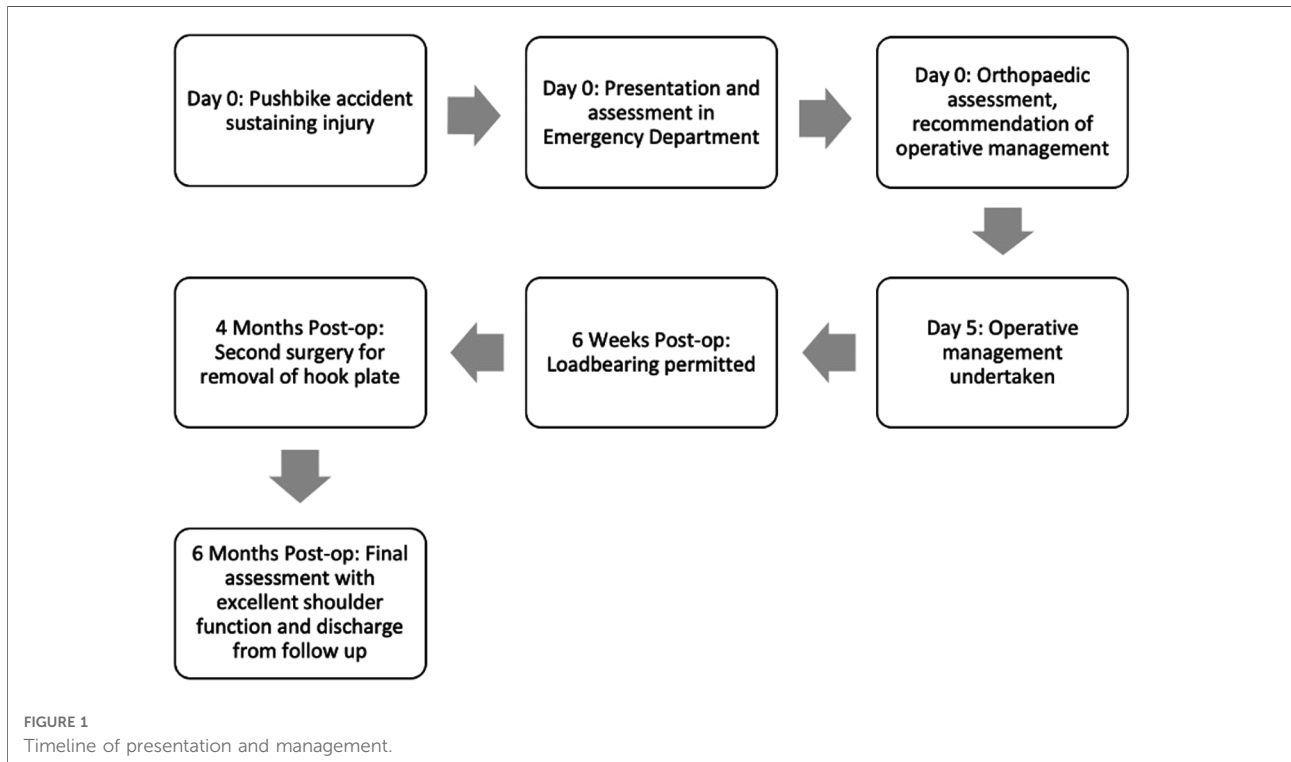 Day 0: Pushbike accident
sustaining injury
Day 0: Presentation and
assessment in
Emergency Department
Day 0: Orthopaedic
assessment,
recommendation of
operative management
Day 5: Operative
management
undertaken
6 Weeks Post-op:
Loadbearing permitted
4 Months Post-op:
Second surgery for
removal of hook plate
6 Months Post-op: Final
assessment with
excellent shoulder
function and discharge
from follow up
FIGURE 1
Timeline of presentation and management.